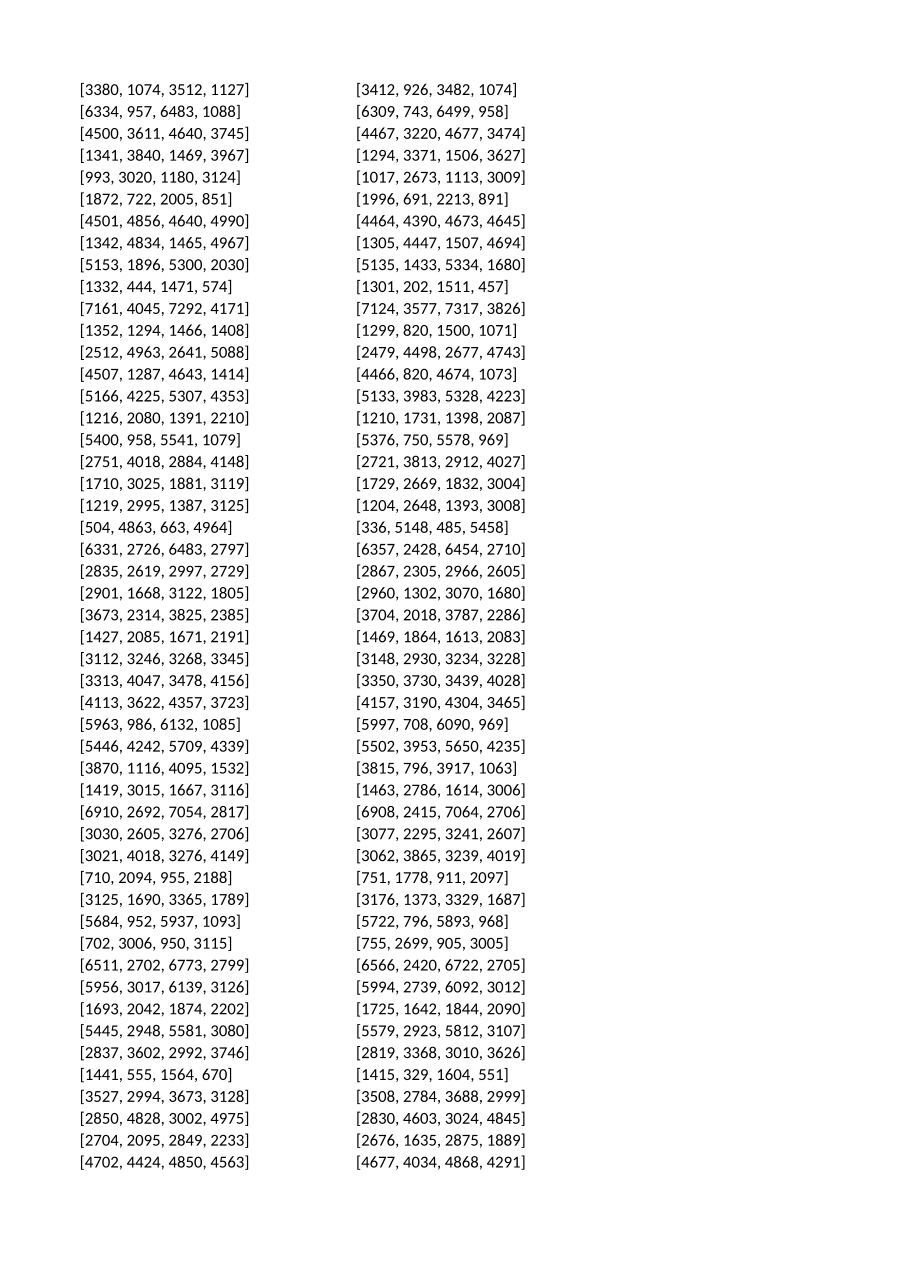 [3380, 1074, 3512, 1127] [3412, 926, 3482, 1074]
[6334, 957, 6483, 1088] [6309, 743, 6499, 958]
[4500, 3611, 4640, 3745] [4467, 3220, 4677, 3474]
[1341, 3840, 1469, 3967] [1294, 3371, 1506, 3627]
[993, 3020, 1180, 3124] [1017, 2673, 1113, 3009]
[1872, 722, 2005, 851] [1996, 691, 2213, 891]
[4501, 4856, 4640, 4990] [4464, 4390, 4673, 4645]
[1342, 4834, 1465, 4967] [1305, 4447, 1507, 4694]
[5153, 1896, 5300, 2030] [5135, 1433, 5334, 1680]
[1332, 444, 1471, 574] [1301, 202, 1511, 457]
[7161, 4045, 7292, 4171] [7124, 3577, 7317, 3826]
[1352, 1294, 1466, 1408] [1299, 820, 1500, 1071]
[2512, 4963, 2641, 5088] [2479, 4498, 2677, 4743]
[4507, 1287, 4643, 1414] [4466, 820, 4674, 1073]
[5166, 4225, 5307, 4353] [5133, 3983, 5328, 4223]
[1216, 2080, 1391, 2210] [1210, 1731, 1398, 2087]
[5400, 958, 5541, 1079] [5376, 750, 5578, 969]
[2751, 4018, 2884, 4148] [2721, 3813, 2912, 4027]
[1710, 3025, 1881, 3119] [1729, 2669, 1832, 3004]
[1219, 2995, 1387, 3125] [1204, 2648, 1393, 3008]
[504, 4863, 663, 4964] [336, 5148, 485, 5458]
[6331, 2726, 6483, 2797] [6357, 2428, 6454, 2710]
[2835, 2619, 2997, 2729] [2867, 2305, 2966, 2605]
[2901, 1668, 3122, 1805] [2960, 1302, 3070, 1680]
[3673, 2314, 3825, 2385] [3704, 2018, 3787, 2286]
[1427, 2085, 1671, 2191] [1469, 1864, 1613, 2083]
[3112, 3246, 3268, 3345] [3148, 2930, 3234, 3228]
[3313, 4047, 3478, 4156] [3350, 3730, 3439, 4028]
[4113, 3622, 4357, 3723] [4157, 3190, 4304, 3465]
[5963, 986, 6132, 1085] [5997, 708, 6090, 969]
[5446, 4242, 5709, 4339] [5502, 3953, 5650, 4235]
[3870, 1116, 4095, 1532] [3815, 796, 3917, 1063]
[1419, 3015, 1667, 3116] [1463, 2786, 1614, 3006]
[6910, 2692, 7054, 2817] [6908, 2415, 7064, 2706]
[3030, 2605, 3276, 2706] [3077, 2295, 3241, 2607]
[3021, 4018, 3276, 4149] [3062, 3865, 3239, 4019]
[710, 2094, 955, 2188] [751, 1778, 911, 2097]
[3125, 1690, 3365, 1789] [3176, 1373, 3329, 1687]
[5684, 952, 5937, 1093] [5722, 796, 5893, 968]
[702, 3006, 950, 3115] [755, 2699, 905, 3005]
[6511, 2702, 6773, 2799] [6566, 2420, 6722, 2705]
[5956, 3017, 6139, 3126] [5994, 2739, 6092, 3012]
[1693, 2042, 1874, 2202] [1725, 1642, 1844, 2090]
[5445, 2948, 5581, 3080] [5579, 2923, 5812, 3107]
[2837, 3602, 2992, 3746] [2819, 3368, 3010, 3626]
[1441, 555, 1564, 670] [1415, 329, 1604, 551]
[3527, 2994, 3673, 3128] [3508, 2784, 3688, 2999]
[2850, 4828, 3002, 4975] [2830, 4603, 3024, 4845]
[2704, 2095, 2849, 2233] [2676, 1635, 2875, 1889]
[4702, 4424, 4850, 4563] [4677, 4034, 4868, 4291]